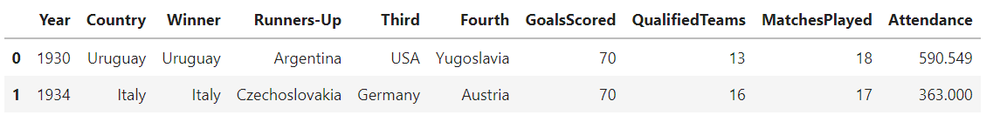 Year Country Winner Runners-Up Third Fourth GoalsScored QualifiedTeams MatchesPlayed Attendance
0 1930 Uruguay Uruguay Argentina USA Yugoslavia 70 13 18 590.549
1 1934 Italy Italy Czechoslovakia Germany Austria 70 16 17 363.000